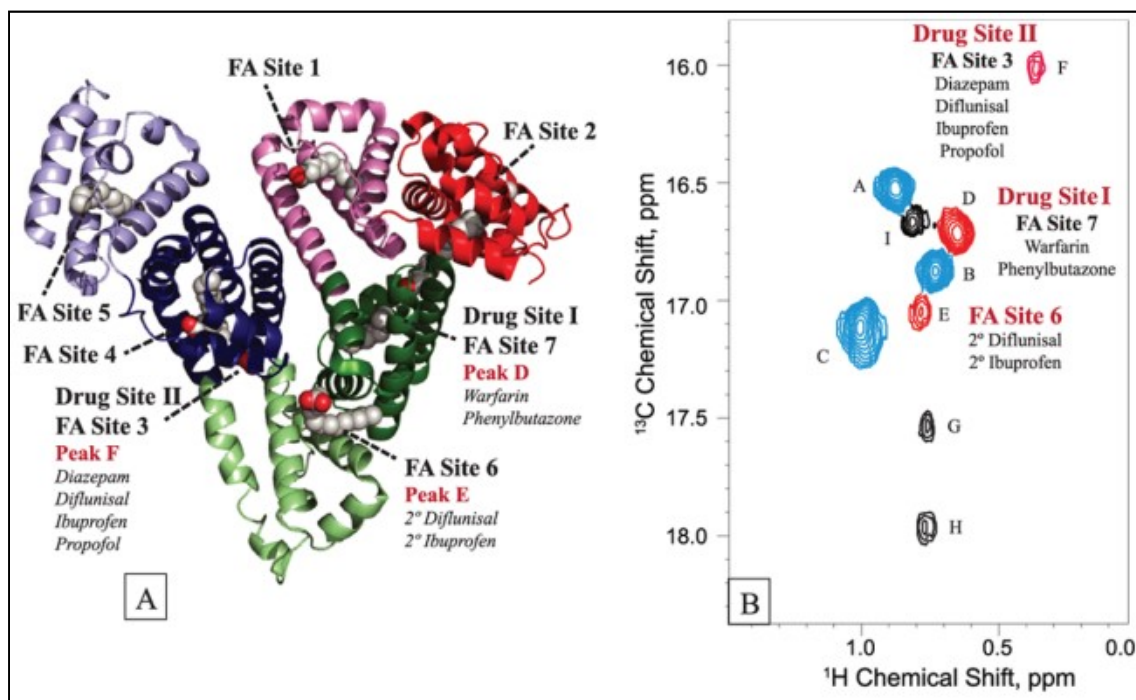 FA Site 1
FA Site 2
FA Site 5
FA Site 4
Drug Site II
FA Site 3
Peak F
Diazepam
Diflunisal
Ibuprofen
Propofol
Drug Site I
FA Site 7
Peak D
Warfarin
Phenylbutazone
FA Site 6
Peak E
2º Diflunisal
2º Ibuprofen
A
Drug Site II
FA Site 3
Diazepam
Diflunisal
Ibuprofen
Propofol
F
A
D
I
Drug Site I
FA Site 7
Warfarin
Phenylbutazone
B
E
FA Site 6
2º Diflunisal
2º Ibuprofen
C
G
H
16.0
16.5
17.0
17.5
18.0
13C Chemical Shift, ppm
B
1.0
0.5
0.0
1H Chemical Shift, ppm